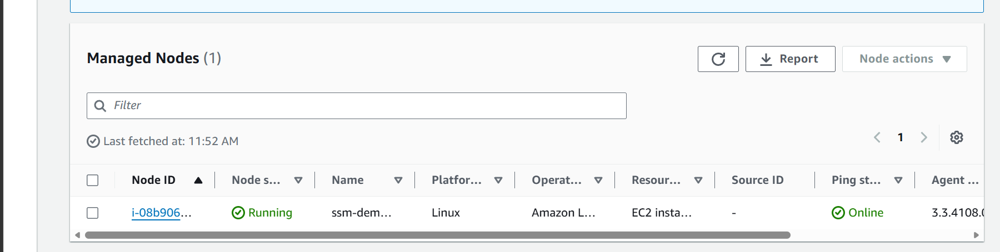 Managed Nodes (1)
Report
Node actions
Filter
Last fetched at: 11:52 AM
1
Node ID Node s... Name Platfor... Operat... Resour... Source ID Ping st... Agent ...
i-08b906... Running ssm-dem... Linux Amazon L... EC2 insta... - Online 3.3.4108.0